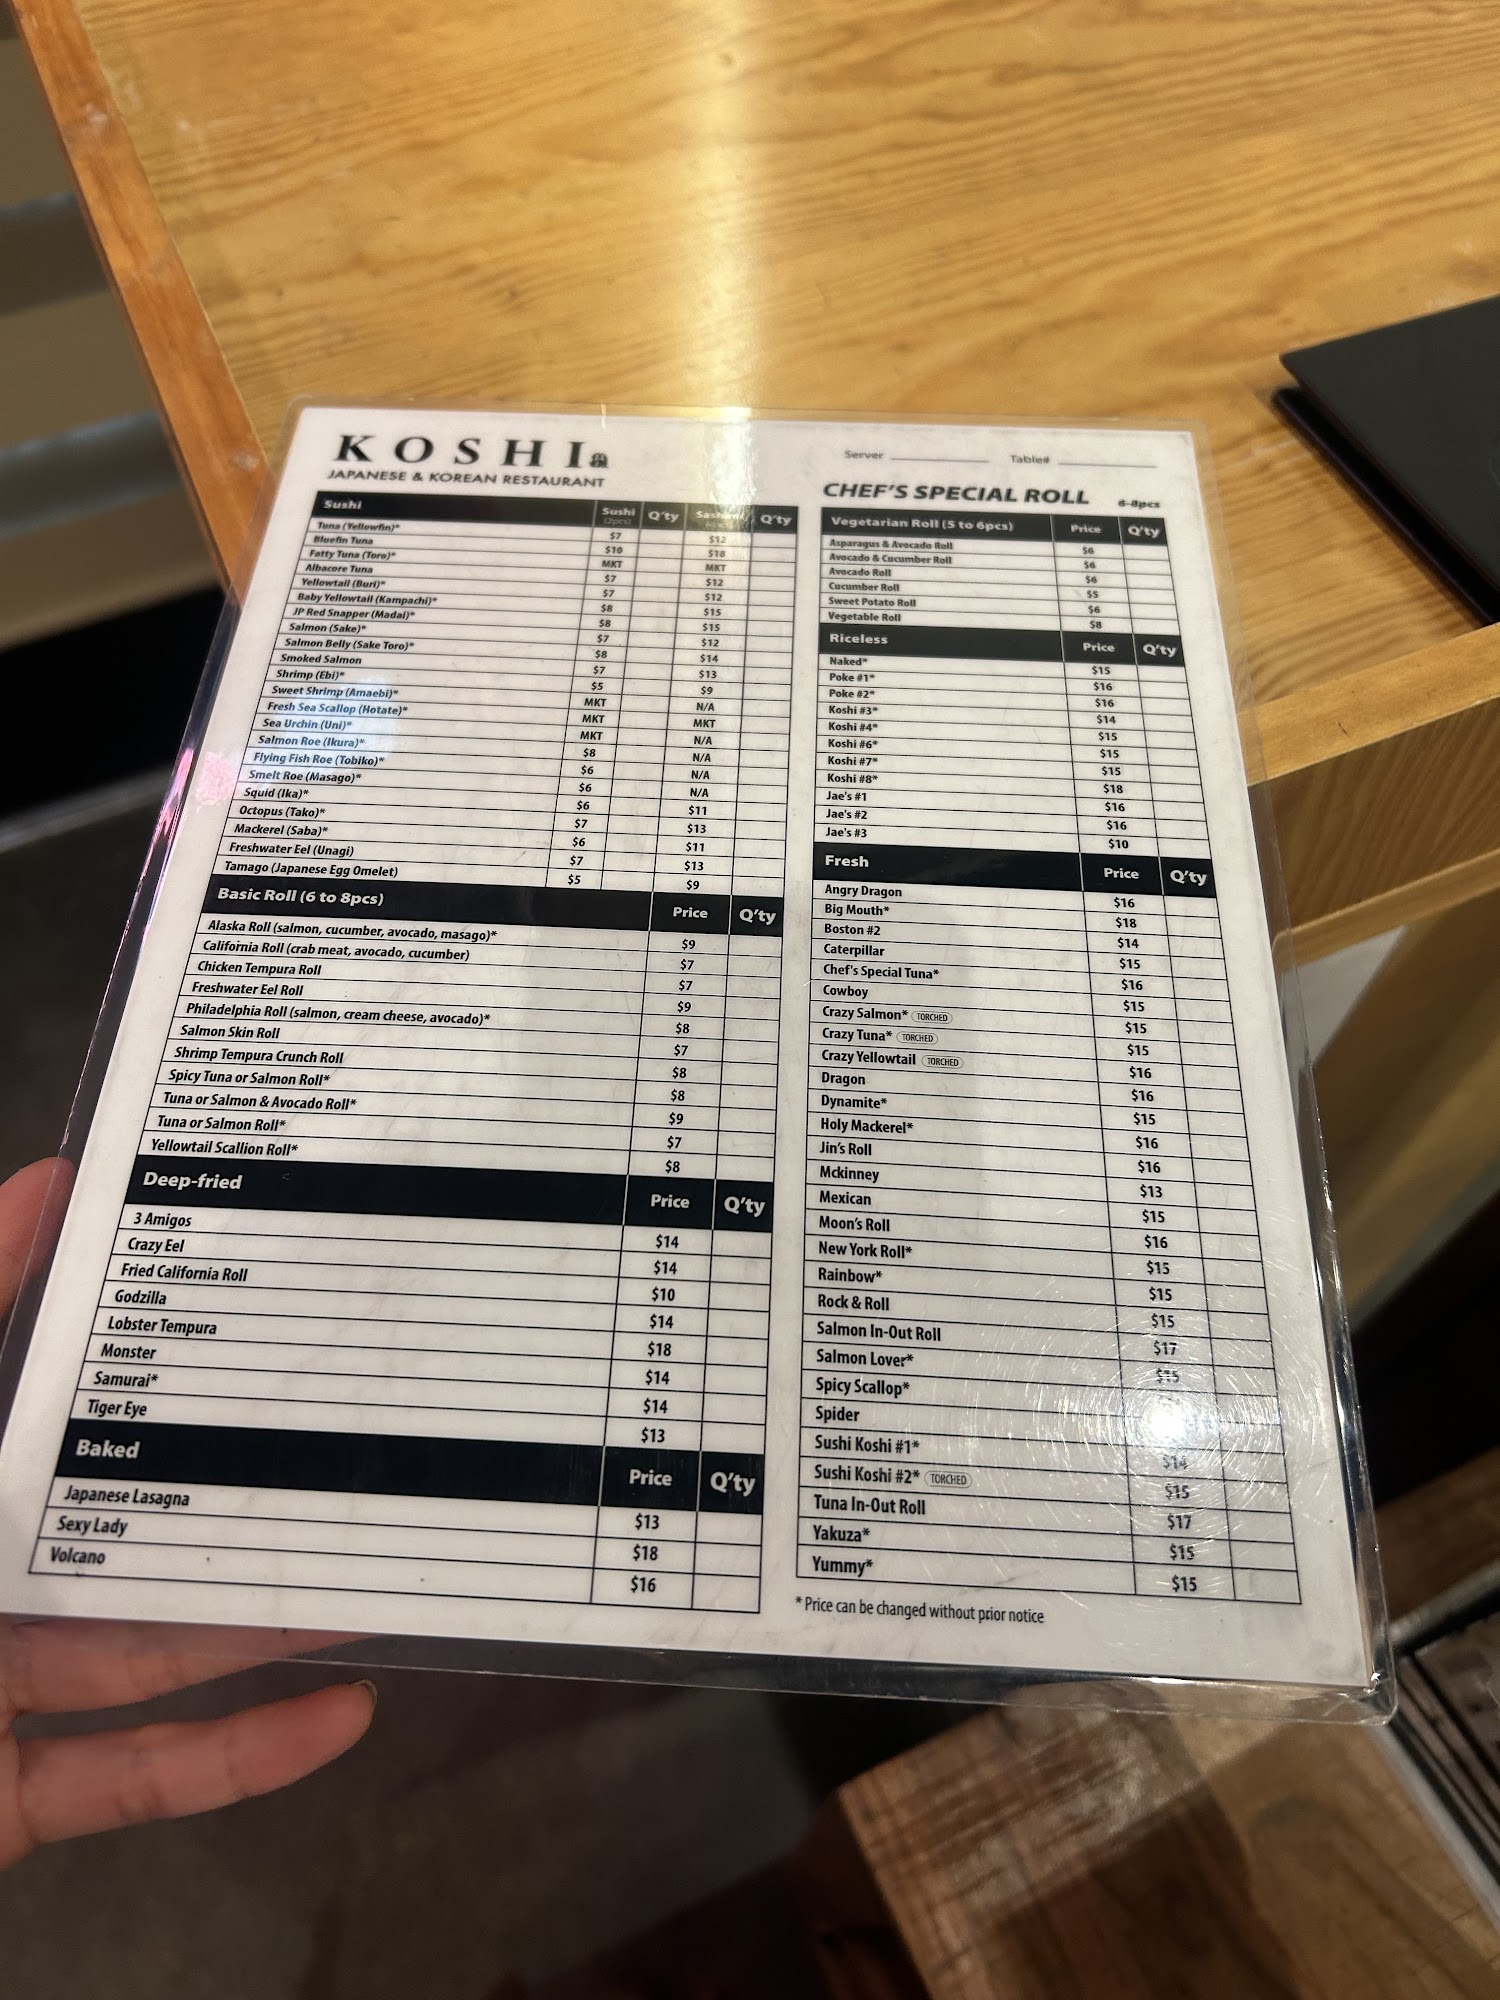 KOSHI
JAPANESE & KOREAN RESTAURANT
Sushi Sushi (2pcs) Q'ty Q'ty
Tuna (Yellowfin)* $7 $12
Bluefin Tuna $10 $18
Fatty Tuna (Toro)* MKT MKT
Albacore Tuna $7 $12
Yellowtail (Buri)* $7 $12
Baby Yellowtail (Kampachi)* $8 $15
JP Red Snapper (Madai)* $8 $15
Salmon (Sake)* $7 $12
Salmon Belly (Sake Toro)* $8 $14
Smoked Salmon $7 $13
Shrimp (Ebi)* $5 $9
Sweet Shrimp (Amaebi)* MKT N/A
Fresh Sea Scallop (Hotate)* MKT MKT
Sea Urchin (Uni)* MKT N/A
Salmon Roe (Ikura)* $8 N/A
Flying Fish Roe (Tobiko)* $6 N/A
Smelt Roe (Masago)* $6 N/A
Squid (Ika)* $6 $11
Octopus (Tako)* $7 $13
Mackerel (Saba)* $6 $11
Freshwater Eel (Unagi) $7 $13
Tamago (Japanese Egg Omelet) $5 $9
Basic Roll (6 to 8pcs) Price Q'ty
Alaska Roll (salmon, cucumber, avocado, masago)* $9
California Roll (crab meat, avocado, cucumber) $7
Chicken Tempura Roll $7
Freshwater Eel Roll $9
Philadelphia Roll (salmon, cream cheese, avocado)* $8
Salmon Skin Roll $7
Shrimp Tempura Crunch Roll $8
Spicy Tuna or Salmon Roll* $8
Tuna or Salmon & Avocado Roll* $9
Tuna or Salmon Roll* $7
Yellowtail Scallion Roll* $8
Deep-fried Price Q'ty
3 Amigos $14
Crazy Eel $14
Fried California Roll $10
Godzilla $14
Lobster Tempura $18
Monster $14
Samurai* $14
Tiger Eye $13
Baked Price Q'ty
Japanese Lasagna $13
Sexy Lady $18
Volcano $16
Server Table#
CHEF'S SPECIAL ROLL 6-8pcs
Vegetarian Roll (5 to 6pcs) Price Q'ty
Asparagus & Avocado Roll $6
Avocado & Cucumber Roll $6
Avocado Roll $6
Cucumber Roll $5
Sweet Potato Roll $6
Vegetable Roll $8
Riceless Price Q'ty
Naked* $15
Poke #1* $16
Poke #2* $16
Koshi #3* $14
Koshi #4* $15
Koshi #6* $15
Koshi #7* $15
Koshi #8* $18
Jae's #1 $16
Jae's #2 $16
Jae's #3 $10
Fresh Price Q'ty
Angry Dragon $16
Big Mouth* $18
Boston #2 $14
Caterpillar $15
Chef's Special Tuna* $16
Cowboy $15
Crazy Salmon* TORCHED $15
Crazy Tuna* TORCHED $15
Crazy Yellowtail TORCHED $16
Dragon $16
Dynamite* $15
Holy Mackerel* $16
Jin's Roll $16
Mckinney $13
Mexican $15
Moon's Roll $16
New York Roll* $15
Rainbow* $15
Rock & Roll $15
Salmon In-Out Roll $17
Salmon Lover* $15
Spicy Scallop*
Spider
Sushi Koshi #1* $14
Sushi Koshi #2* TORCHED $15
Tuna In-Out Roll $17
Yakuza* $15
Yummy* $15
* Price can be changed without prior notice